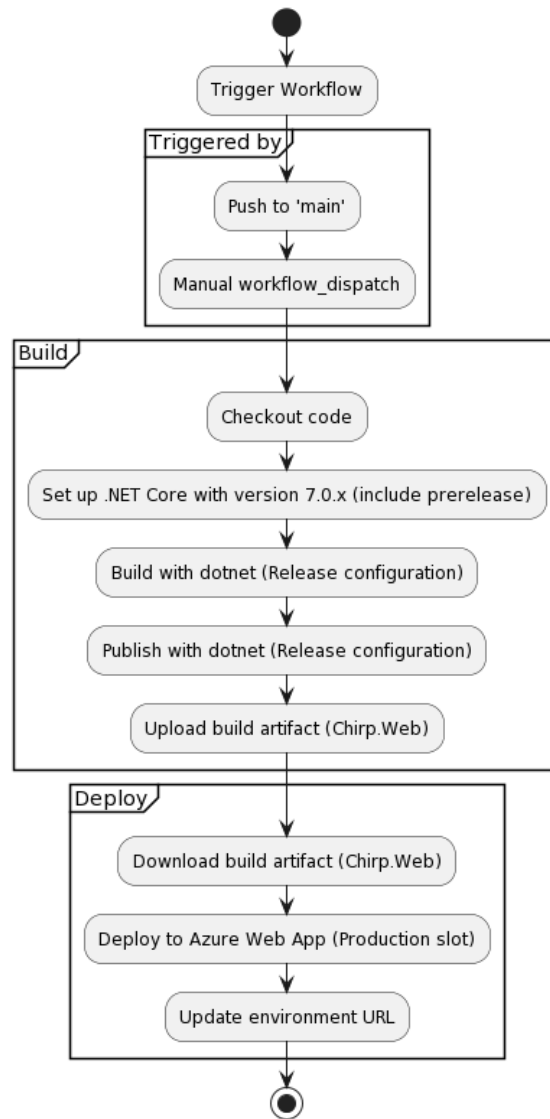 Trigger Workflow
Triggered by
Push to 'main'
Manual workflow_dispatch
Build
Checkout code
Set up .NET Core with version 7.0.x (include prerelease)
Build with dotnet (Release configuration)
Publish with dotnet (Release configuration)
Upload build artifact (Chirp.Web)
Deploy
Download build artifact (Chirp.Web)
Deploy to Azure Web App (Production slot)
Update environment URL